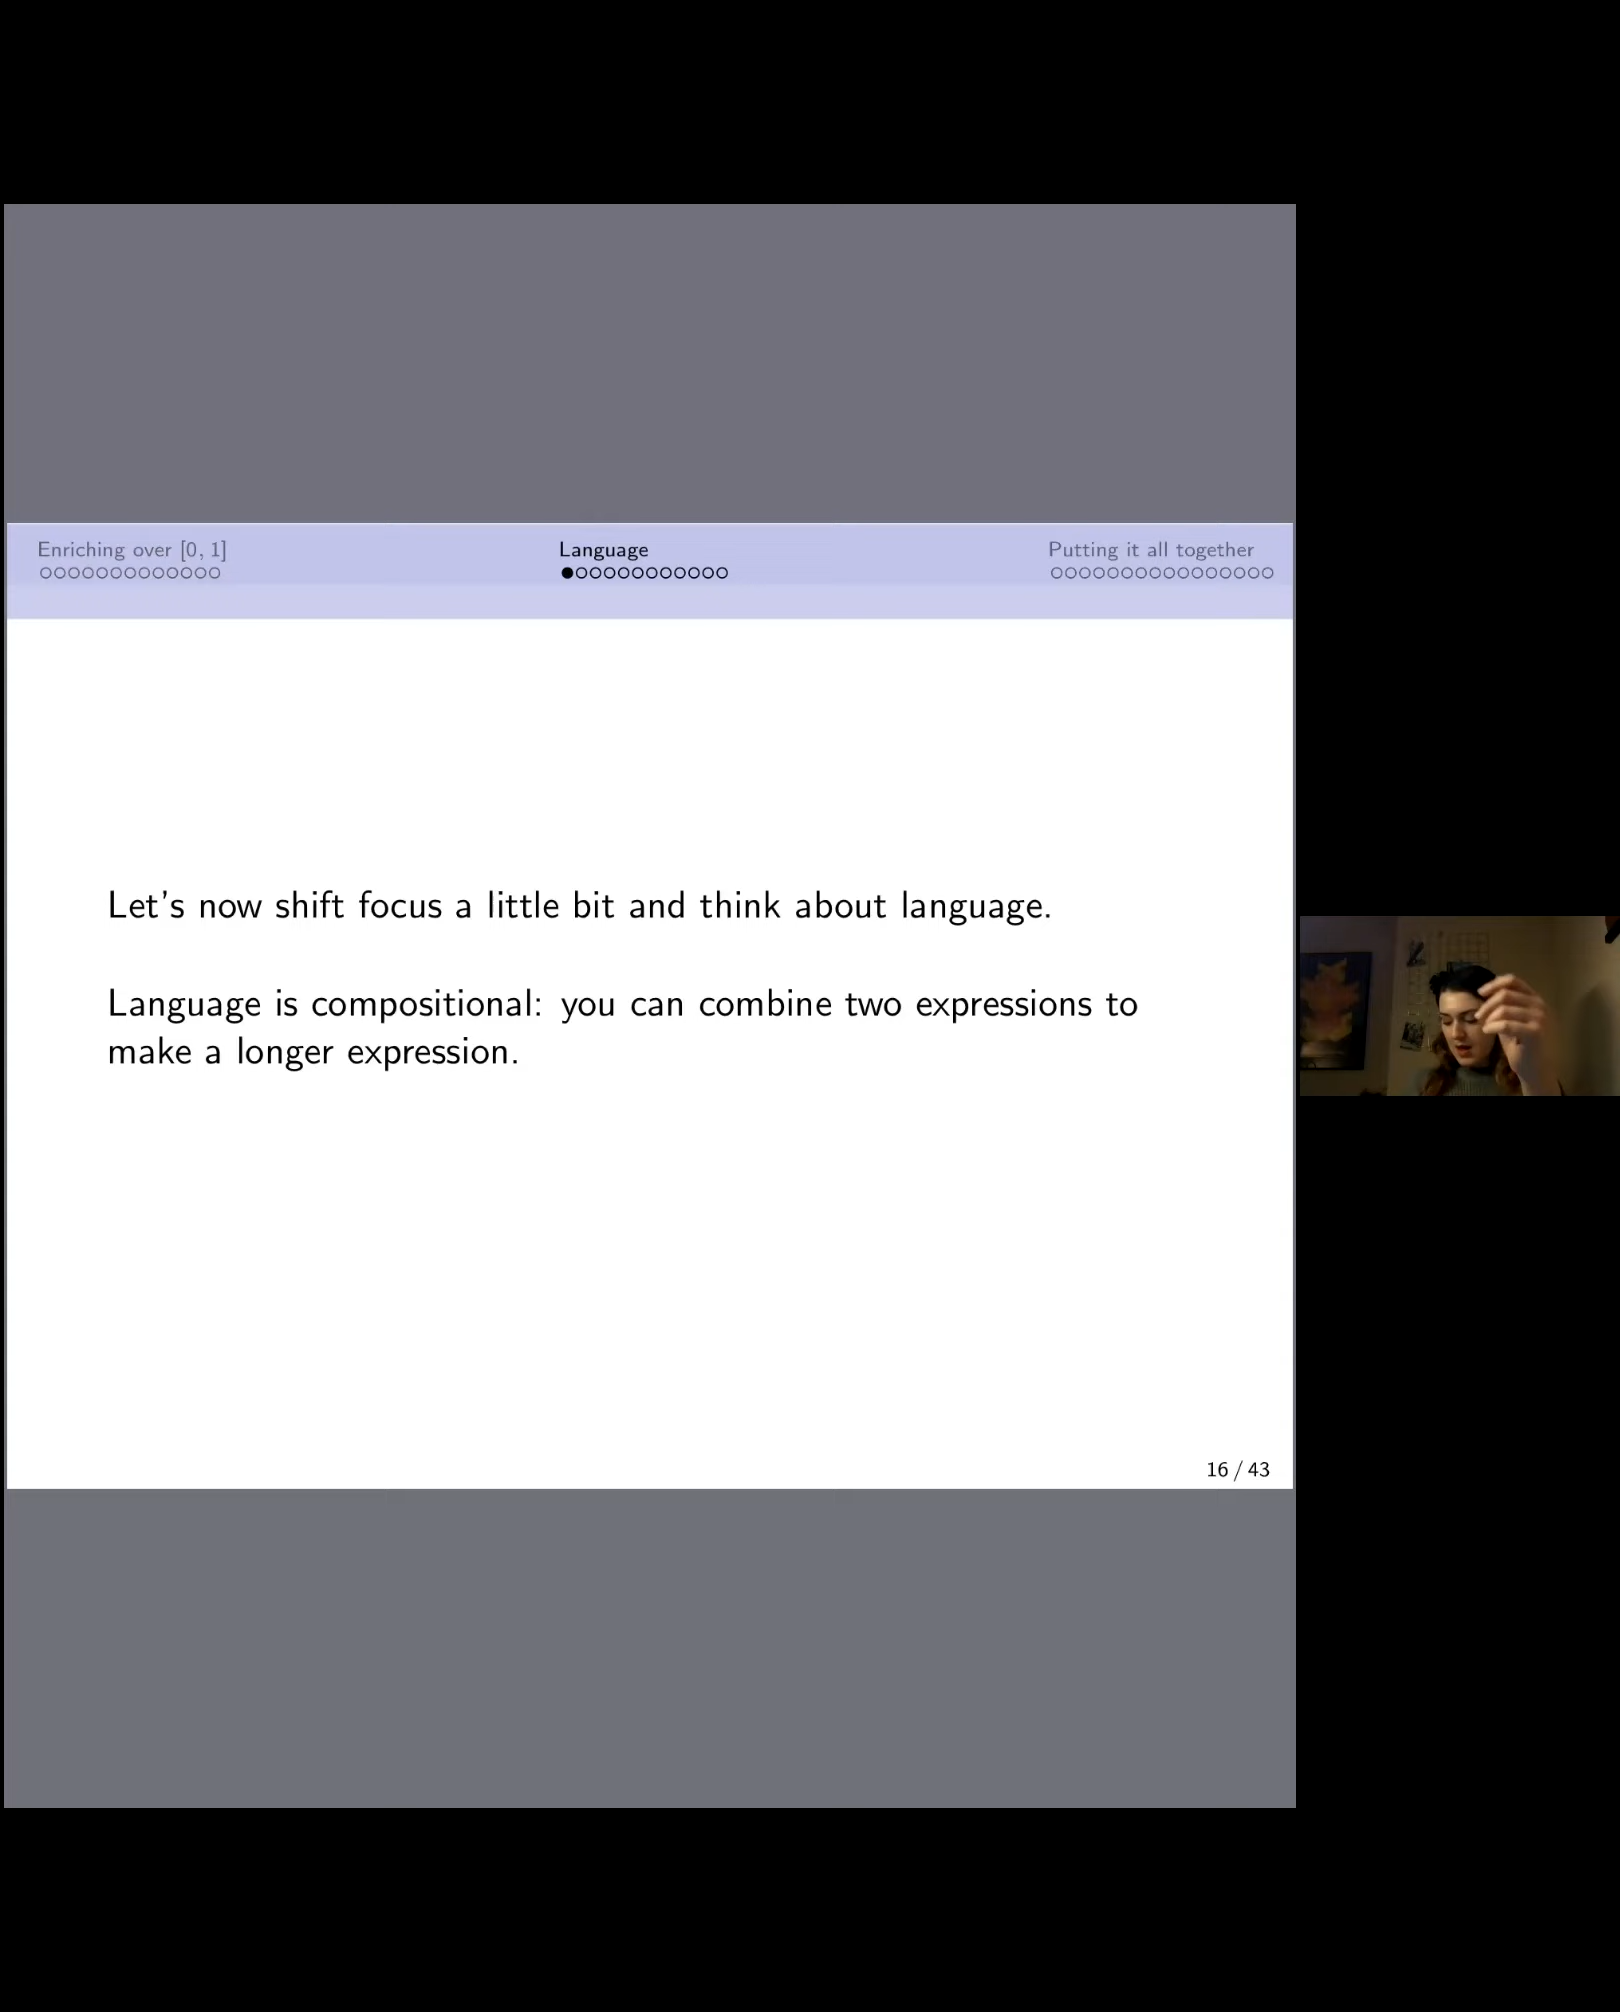 Enriching over [0, 1]
Language
Putting it all together
Let's now shift focus a little bit and think about language.
Language is compositional: you can combine two expressions to
make a longer expression.
16 / 43